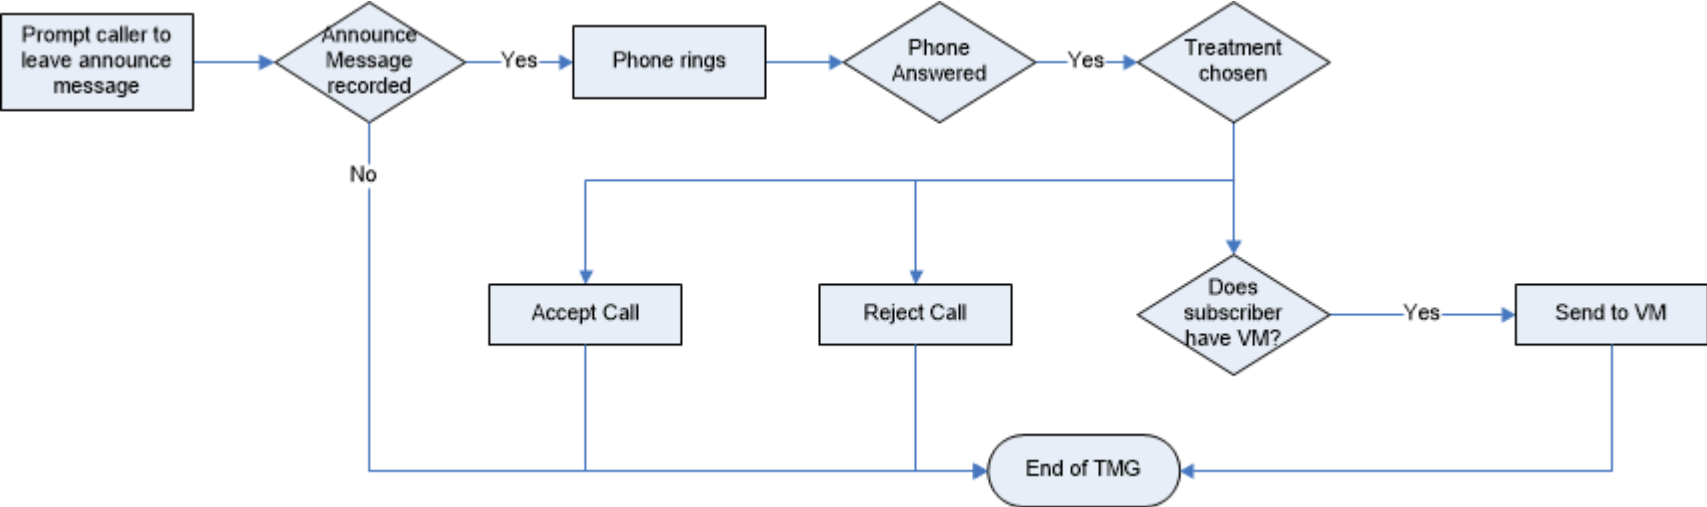 Prompt caller to
leave announce
message
Announce
Message
recorded
Yes
Phone rings
Phone
Answered
Yes
Treatment
chosen
No
Accept Call
Reject Call
Does
subscriber
have VM?
Yes
Send to VM
End of TMG